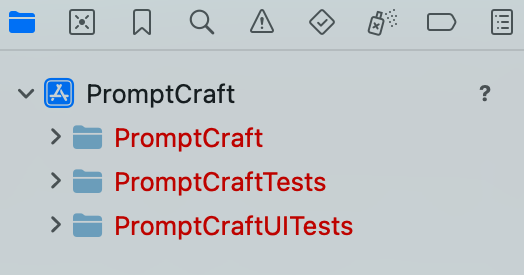 PromptCraft
?
PromptCraft
PromptCraftTests
PromptCraftUITests